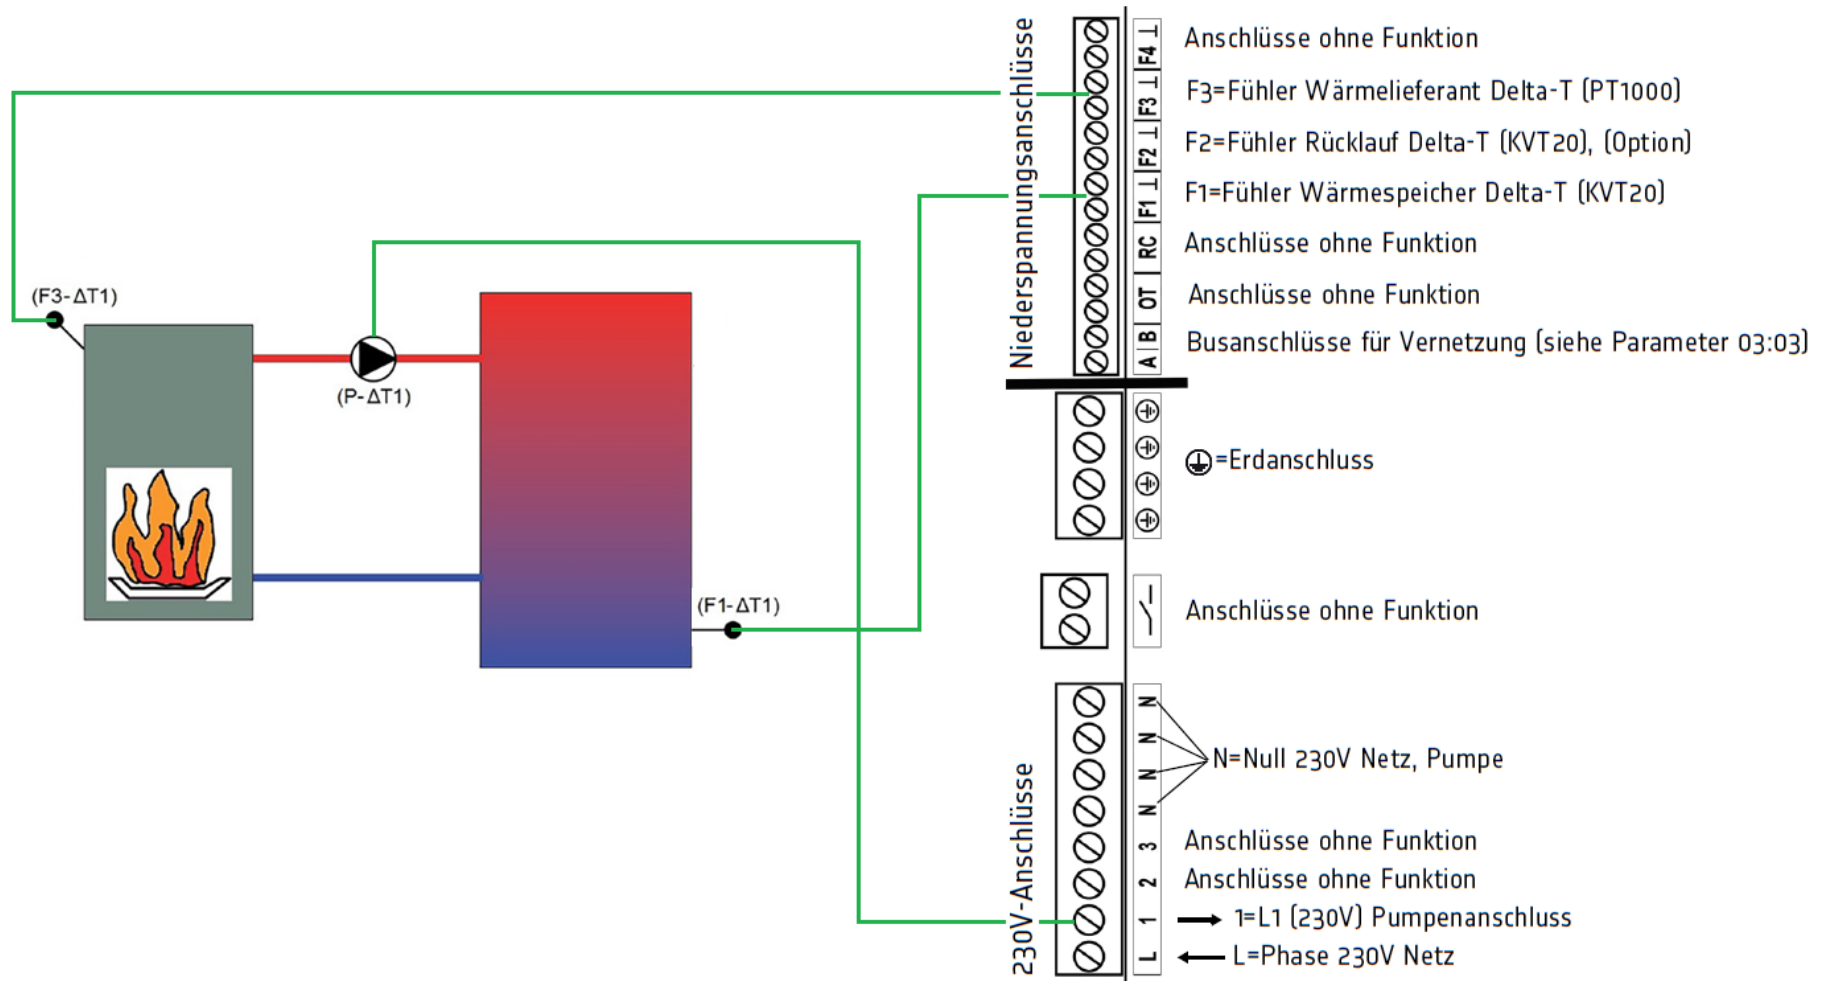 Niederspannungsanschlüsse
F4 ⊥
Anschlüsse ohne Funktion
F3 ⊥
F3=Fühler Wärmelieferant Delta-T (PT1000)
F2 ⊥
F2=Fühler Rücklauf Delta-T (KVT20), (Option)
F1 ⊥
F1=Fühler Wärmespeicher Delta-T (KVT20)
RC
Anschlüsse ohne Funktion
OT
Anschlüsse ohne Funktion
A B
Busanschlüsse für Vernetzung (siehe Parameter 03:03)
(F3-ΔT1)
(P-ΔT1)
(F1-ΔT1)
=Erdanschluss
Anschlüsse ohne Funktion
230V-Anschlüsse
N
N
N
N
N=Null 230V Netz, Pumpe
3
Anschlüsse ohne Funktion
2
Anschlüsse ohne Funktion
1
1=L1 (230V) Pumpenanschluss
L
L=Phase 230V Netz